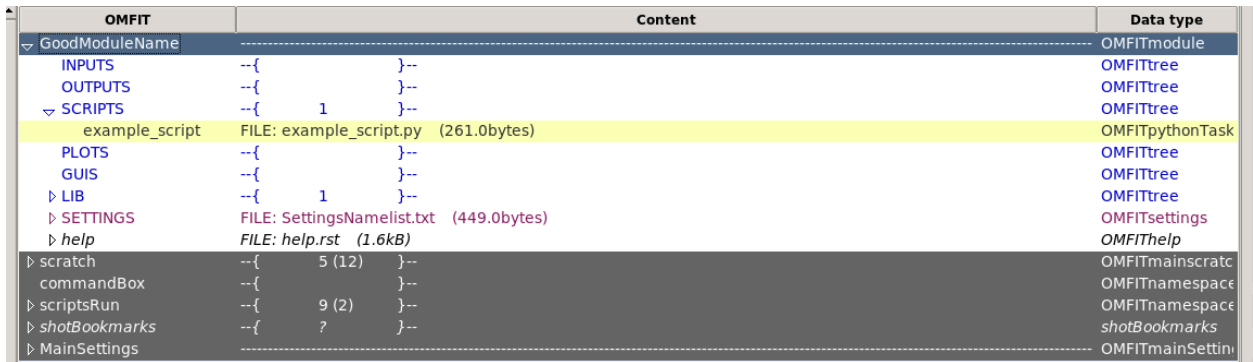 OMFIT Content Data type
GoodModuleName ---------------------------------------------------------------- OMFITmodule
INPUTS --{ }-- OMFITtree
OUTPUTS --{ }-- OMFITtree
SCRIPTS --{ 1 }-- OMFITtree
example_script FILE: example_script.py (261.0bytes) OMFITpythonTask
PLOTS --{ }-- OMFITtree
GUIS --{ }-- OMFITtree
LIB --{ 1 }-- OMFITtree
SETTINGS FILE: SettingsNamelist.txt (449.0bytes) OMFITsettings
help FILE: help.rst (1.6kB) OMFIThelp
scratch --{ 5 (12) }-- OMFITmainscratc
commandBox --{ }-- OMFITnamespace
scriptsRun --{ 9 (2) }-- OMFITnamespace
shotBookmarks --{ ? }-- shotBookmarks
MainSettings ---------------------------------------------------------------- OMFITmainSettin